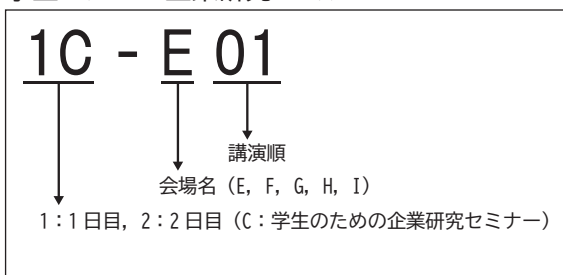 1C - E 01
講演順
会場名（E, F, G, H, I）
1：1日目，2：2日目（C：学生のための企業研究セミナー）